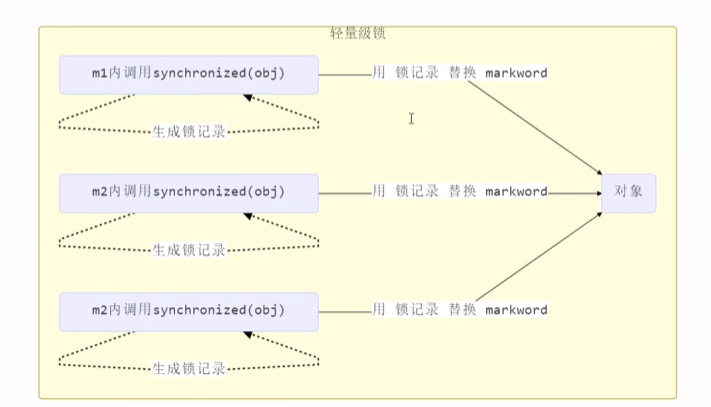 轻量级锁
m1内调用synchronized(obj)
用 锁记录 替换 markword
生成锁记录
m2内调用synchronized(obj)
用 锁记录 替换 markword
对象
生成锁记录
m2内调用synchronized(obj)
用 锁记录 替换 markword
生成锁记录